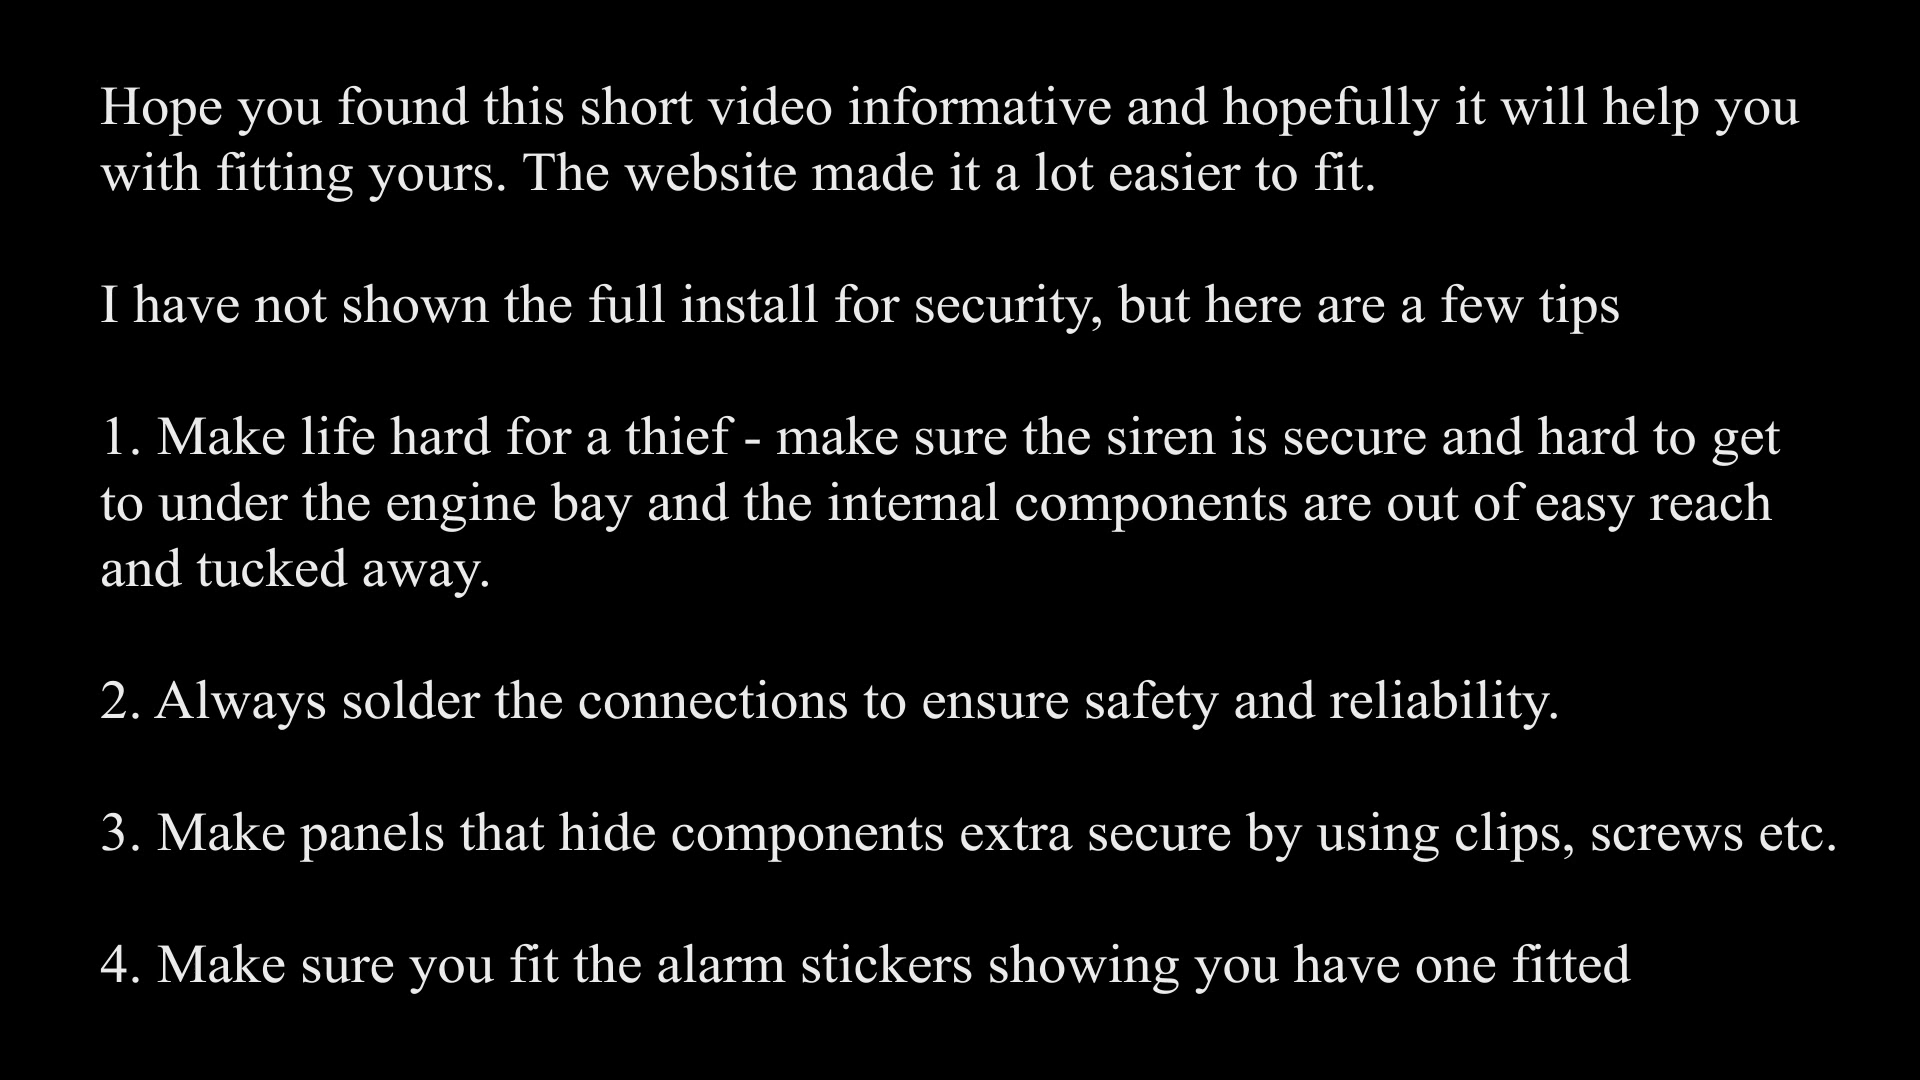 Hope you found this short video informative and hopefully it will help you
with fitting yours. The website made it a lot easier to fit.
I have not shown the full install for security, but here are a few tips
1. Make life hard for a thief - make sure the siren is secure and hard to get
to under the engine bay and the internal components are out of easy reach
and tucked away.
2. Always solder the connections to ensure safety and reliability.
3. Make panels that hide components extra secure by using clips, screws etc.
4. Make sure you fit the alarm stickers showing you have one fitted